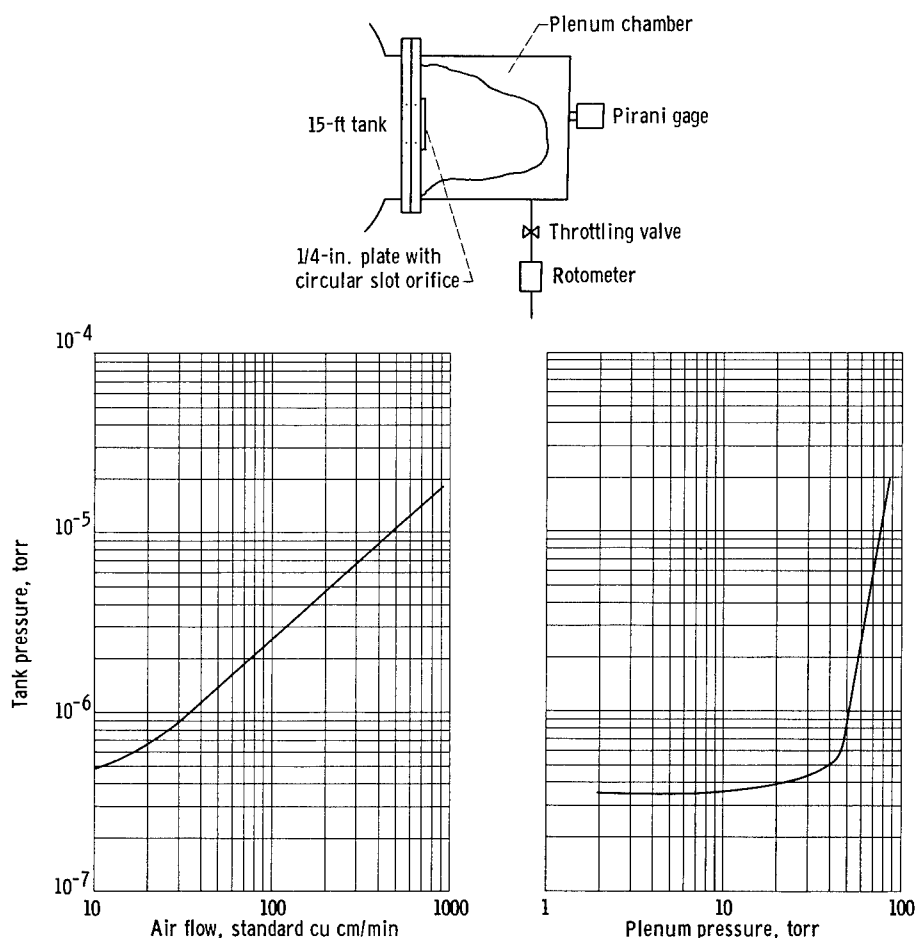 Plenum chamber
15-ft tank
Pirani gage
1/4-in. plate with
circular slot orifice
Throttling valve
Rotometer
Tank pressure, torr
10-4
10-5
10-6
10-7
10
100
1000
Air flow, standard cu cm/min
1
10
100
Plenum pressure, torr